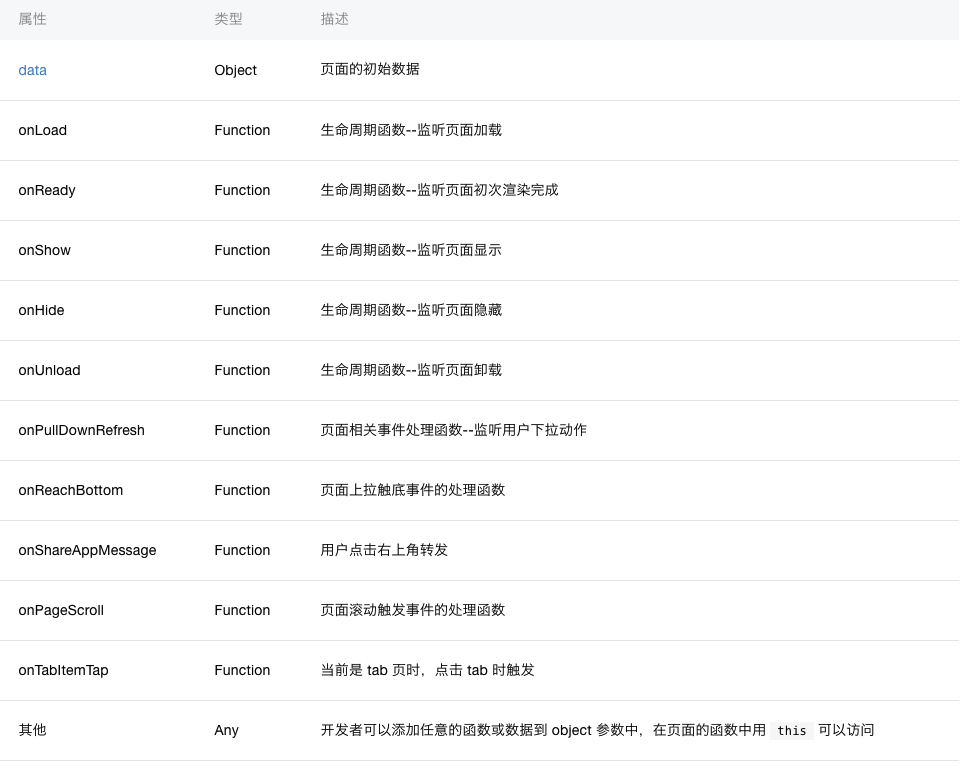 属性 类型 描述
data Object 页面的初始数据
onLoad Function 生命周期函数--监听页面加载
onReady Function 生命周期函数--监听页面初次渲染完成
onShow Function 生命周期函数--监听页面显示
onHide Function 生命周期函数--监听页面隐藏
onUnload Function 生命周期函数--监听页面卸载
onPullDownRefresh Function 页面相关事件处理函数--监听用户下拉动作
onReachBottom Function 页面上拉触底事件的处理函数
onShareAppMessage Function 用户点击右上角转发
onPageScroll Function 页面滚动触发事件的处理函数
onTabItemTap Function 当前是 tab 页时，点击 tab 时触发
其他 Any 开发者可以添加任意的函数或数据到 object 参数中，在页面的函数中用 this 可以访问